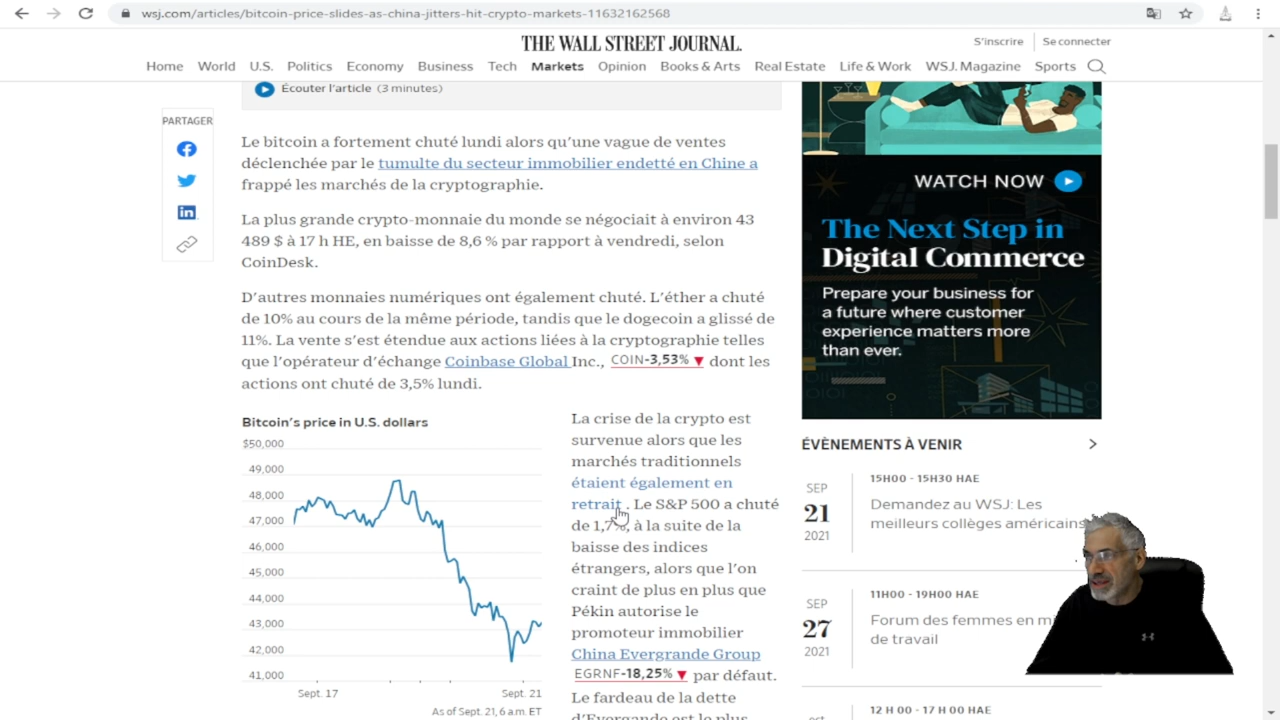 wsj.com/articles/bitcoin-price-slides-as-china-jitters-hit-crypto-markets-11632162568
THE WALL STREET JOURNAL.
S'inscrire
Se connecter
Home World U.S. Politics Economy Business Tech Markets Opinion Books & Arts Real Estate Life & Work WSJ. Magazine Sports
Écouter l'article (3 minutes)
PARTAGER
Le bitcoin a fortement chuté lundi alors qu'une vague de ventes
déclenchée par le tumulte du secteur immobilier endetté en Chine a
frappé les marchés de la cryptographie.
La plus grande crypto-monnaie du monde se négociait à environ 43
489 $ à 17 h HE, en baisse de 8,6 % par rapport à vendredi, selon
CoinDesk.
D'autres monnaies numériques ont également chuté. L'éther a chuté
de 10% au cours de la même période, tandis que le dogecoin a glissé de
11%. La vente s'est étendue aux actions liées à la cryptographie telles
que l'opérateur d'échange Coinbase Global Inc., COIN-3,53% ▼ dont les
actions ont chuté de 3,5% lundi.
Bitcoin's price in U.S. dollars
$50,000
49,000
48,000
47,000
46,000
45,000
44,000
43,000
42,000
41,000
Sept. 17
Sept. 21
As of Sept. 21, 6 a.m. ET
La crise de la crypto est
survenue alors que les
marchés traditionnels
étaient également en
retrait . Le S&P 500 a chuté
de 1,7%, à la suite de la
baisse des indices
étrangers, alors que l'on
craint de plus en plus que
Pékin autorise le
promoteur immobilier
China Evergrande Group
EGRNF-18,25% ▼ par défaut.
Le fardeau de la dette
d'Evergande est le plus
WATCH NOW
The Next Step in
Digital Commerce
Prepare your business for
a future where customer
experience matters more
than ever.
ÉVÈNEMENTS À VENIR
SEP
21
2021
15H00 - 15H30 HAE
Demandez au WSJ: Les
meilleurs collèges américains
SEP
27
2021
11H00 - 19H00 HAE
Forum des femmes en
de travail
12 H 00 - 17 H 00 HAE